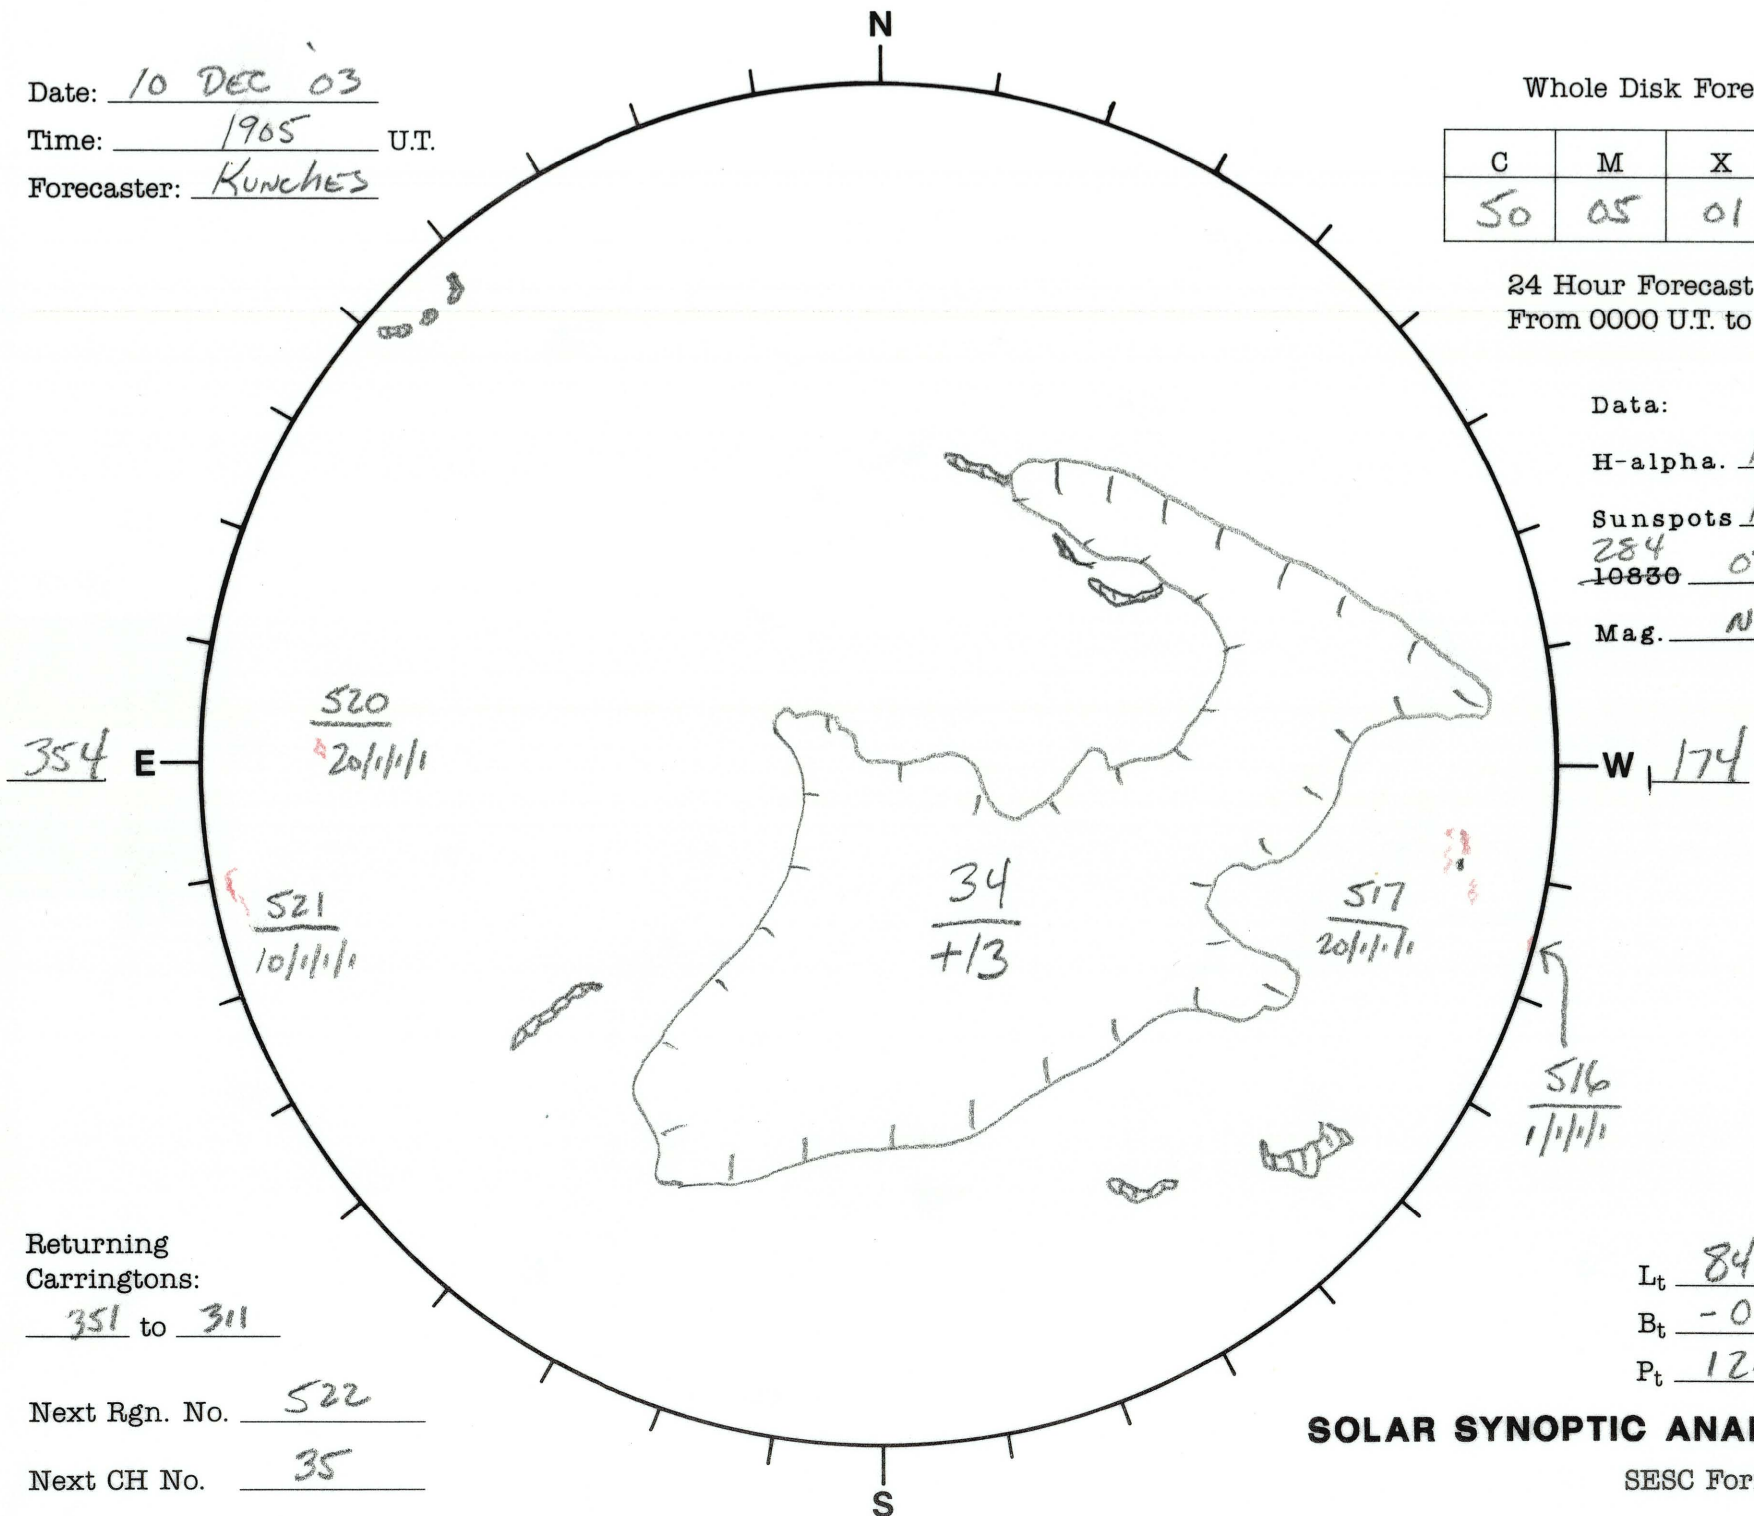 N
Date: 10 DEC '03
Time: 1905 U.T.
Forecaster: KUNCHES
Whole Disk Fore
C M X
50 05 01
24 Hour Forecast
From 0000 U.T. to
Data:
H-alpha.
Sunspots
284
10830
Mag. N
520
20/1/1/1
354 E
W 174
34
+13
517
20/1/1/1
521
10/1/1/1
516
1/1/1/1
Returning
Carringtons:
351 to 311
Next Rgn. No. 522
Next CH No. 35
Lt 84
Bt -0
Pt 12
SOLAR SYNOPTIC ANA
SESC For
S